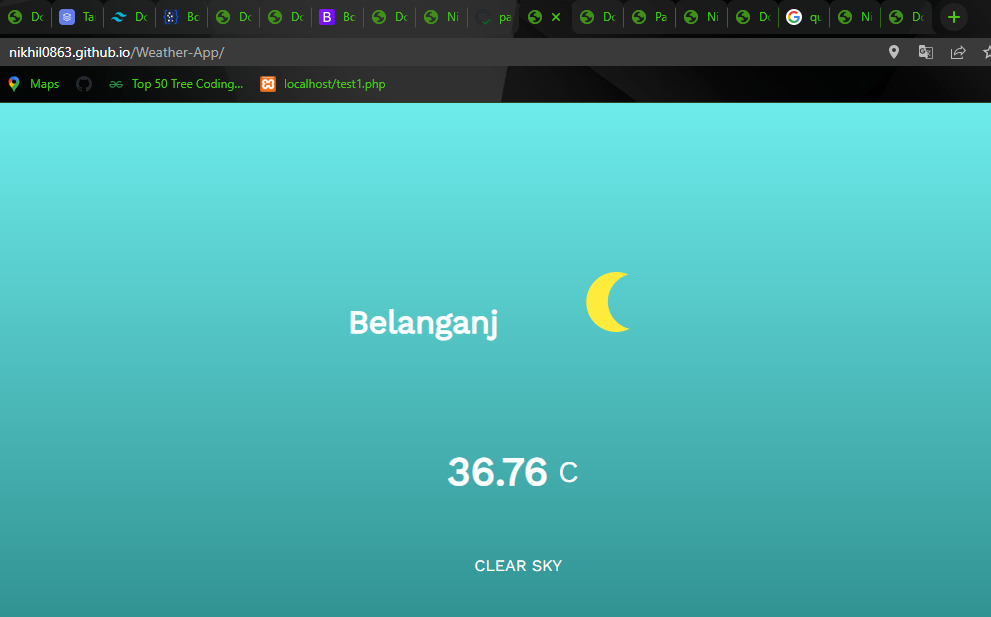 Dc Ta Dc Bc Dc Dc B Bc Dc Ni pa Dc Pa Ni Dc G qu Ni Dc
nikhil0863.github.io/Weather-App/
Maps Top 50 Tree Coding... localhost/test1.php
Belanganj
36.76 C
CLEAR SKY